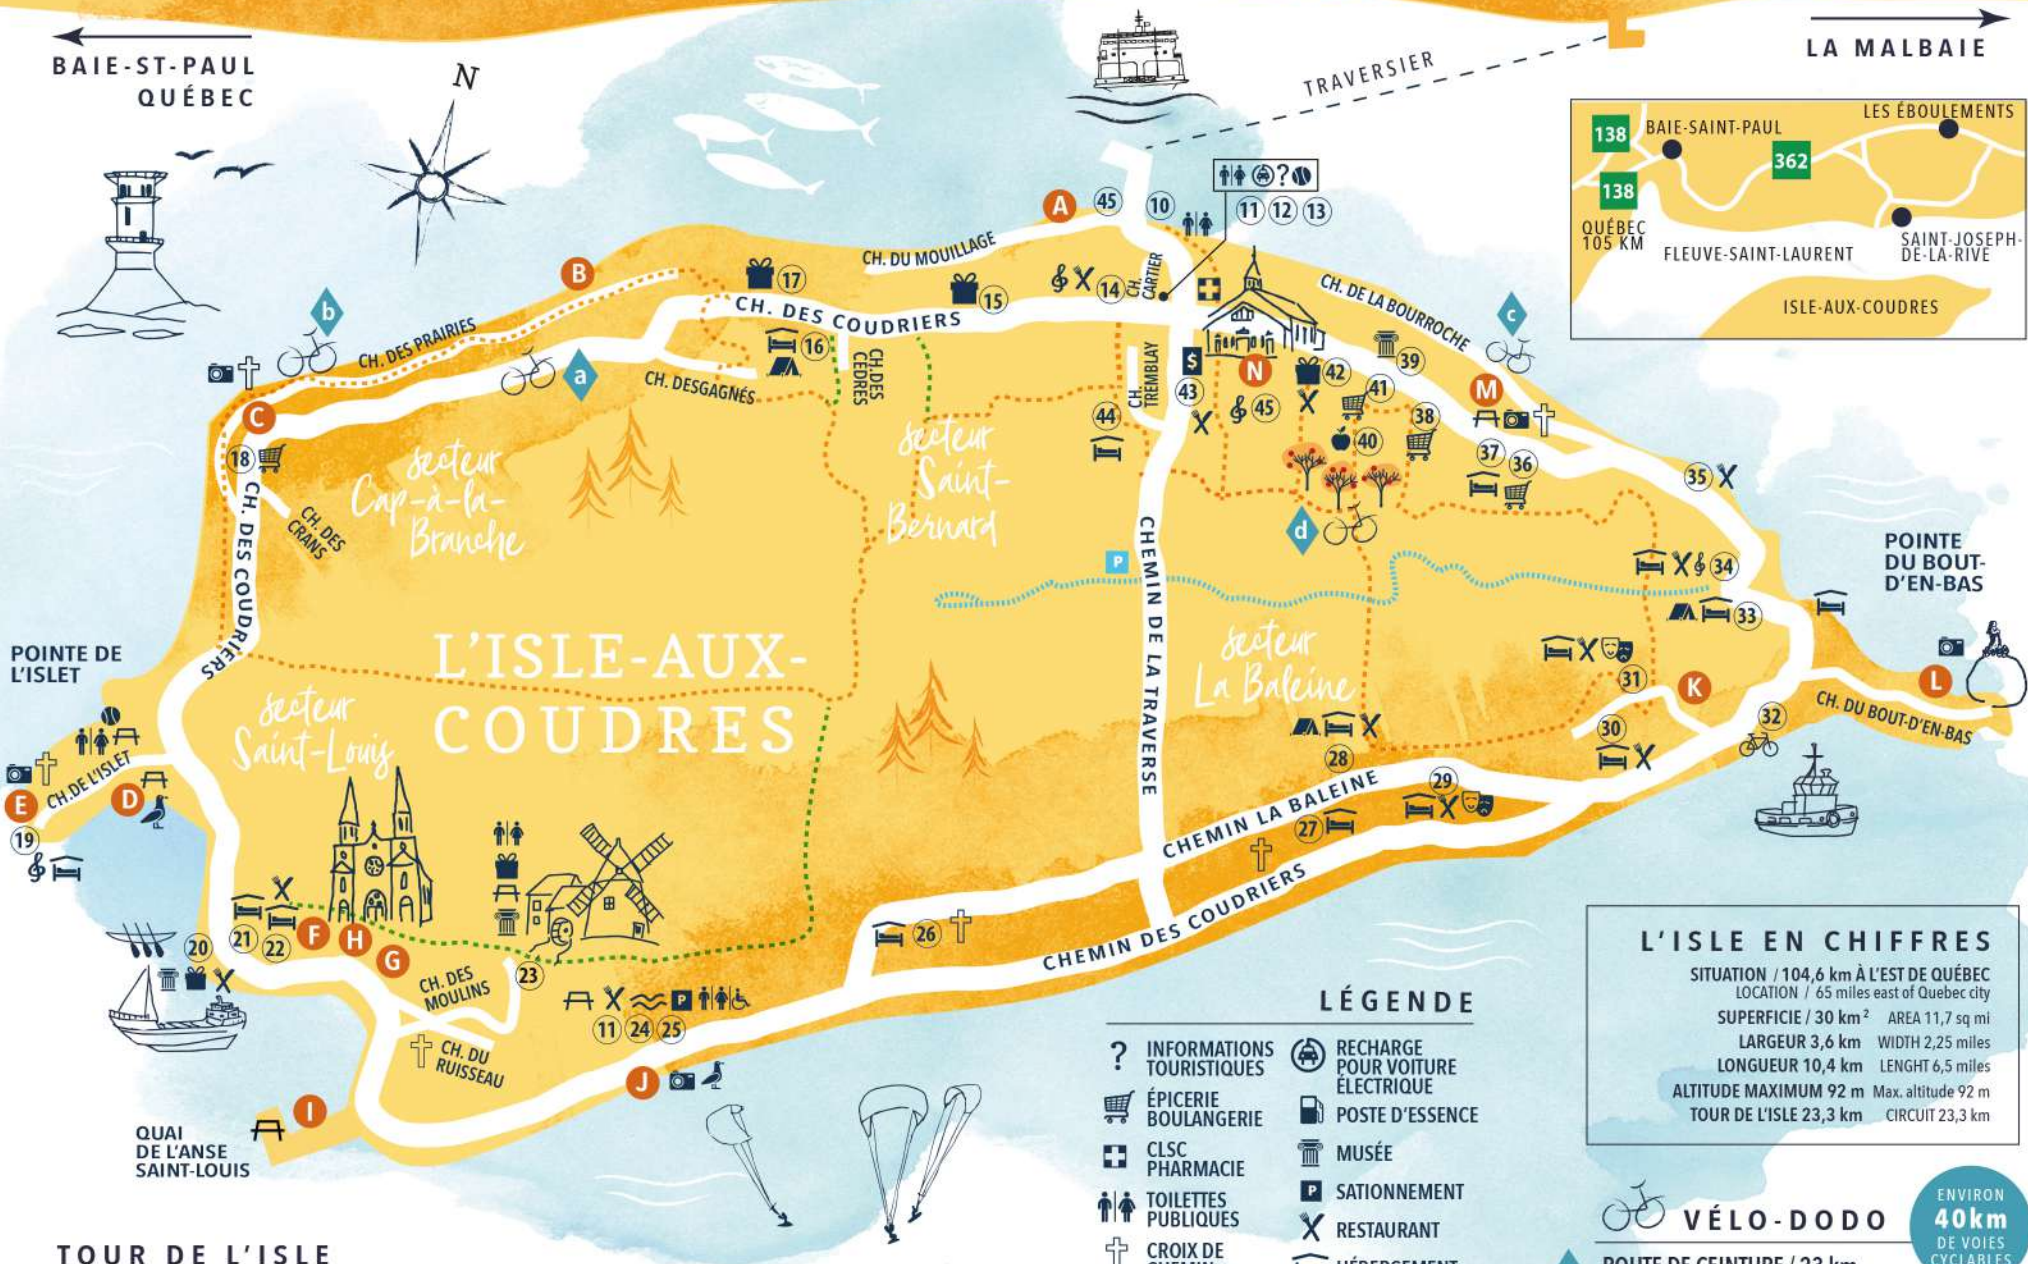 BAIE-ST-PAUL
QUÉBEC
N
TRAVERSIER
LA MALBAIE
138
BAIE-SAINT-PAUL
LES ÉBOULEMENTS
362
138
QUÉBEC
105 KM
FLEUVE-SAINT-LAURENT
SAINT-JOSEPH-
DE-LA-RIVE
ISLE-AUX-COUDRES
A
45
10
?
11
12
13
B
17
CH. DU MOUILLAGE
15
14
CH.
CARTIER
CH. DE LA BOURROCHE
c
b
CH. DES PRAIRIES
CH. DES COUDRIERS
16
CH. DES
CÈDRES
a
CH. DESGAGNÉS
CH.
TREMBLAY
$
43
N
42
39
41
M
C
44
45
38
40
37
36
35
18
CH. DES
CRANS
CH. DES COUDRIERS
secteur
Cap-à-la-
Branche
secteur
Saint-
Bernard
d
P
CHEMIN DE LA TRAVERSE
34
33
POINTE
DU BOUT-
D'EN-BAS
POINTE DE
L'ISLET
L'ISLE-AUX-
COUDRES
secteur
La Baleine
31
K
L
CH. DU BOUT-D'EN-BAS
secteur
Saint-Louis
28
30
32
E
CH. DE L'ISLET
D
19
29
CHEMIN LA BALEINE
27
20
21
22
F
H
G
23
26
CHEMIN DES COUDRIERS
CH. DES
MOULINS
P
11
24
25
CH. DU
RUISSEAU
J
I
QUAI
DE L'ANSE
SAINT-LOUIS
LÉGENDE
?
INFORMATIONS
TOURISTIQUES
RECHARGE
POUR VOITURE
ÉLECTRIQUE
ÉPICERIE
BOULANGERIE
POSTE D'ESSENCE
CLSC
PHARMACIE
MUSÉE
P
SATIONNEMENT
TOILETTES
PUBLIQUES
RESTAURANT
CROIX DE
CHEMIN
HÉBERGEMENT
L'ISLE EN CHIFFRES
SITUATION / 104,6 km À L'EST DE QUÉBEC
LOCATION / 65 miles east of Quebec city
SUPERFICIE / 30 km² AREA 11,7 sq mi
LARGEUR 3,6 km WIDTH 2,25 miles
LONGUEUR 10,4 km LENGHT 6,5 miles
ALTITUDE MAXIMUM 92 m Max. altitude 92 m
TOUR DE L'ISLE 23,3 km CIRCUIT 23,3 km
VÉLO-DODO
ENVIRON
40km
DE VOIES
CYCLABLES
ROUTE DE CEINTURE / 23 km
TOUR DE L'ISLE